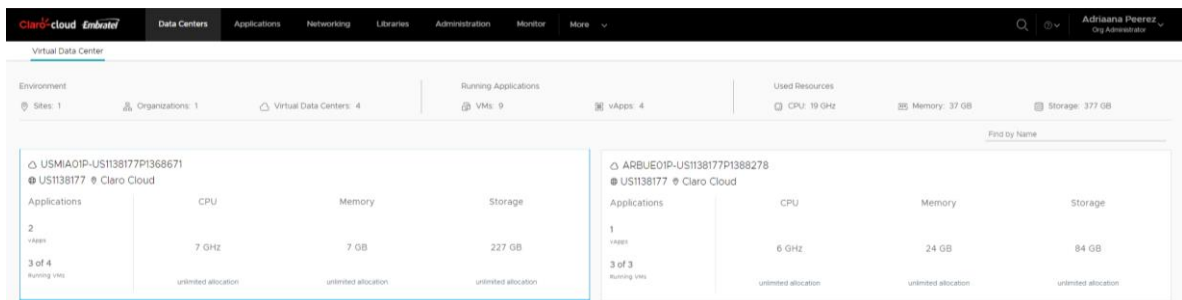 Claro-cloud Embratel Data Centers Applications Networking Libraries Administration Monitor More Adriaana Peerez
Org Administrator
Virtual Data Center
Environment Running Applications Used Resources
Sites: 1 Organizations: 1 Virtual Data Centers: 4 VMs: 9 vApps: 4 CPU: 19 GHz Memory: 37 GB Storage: 377 GB
Find by Name
USMIA01P-US1138177P1368671
US1138177 Claro Cloud
Applications CPU Memory Storage
2
vApps
7 GHz 7 GB 227 GB
3 of 4
Running VMs
unlimited allocation unlimited allocation unlimited allocation
ARBUE01P-US1138177P1388278
US1138177 Claro Cloud
Applications CPU Memory Storage
1
vApps
6 GHz 24 GB 84 GB
3 of 3
Running VMs
unlimited allocation unlimited allocation unlimited allocation